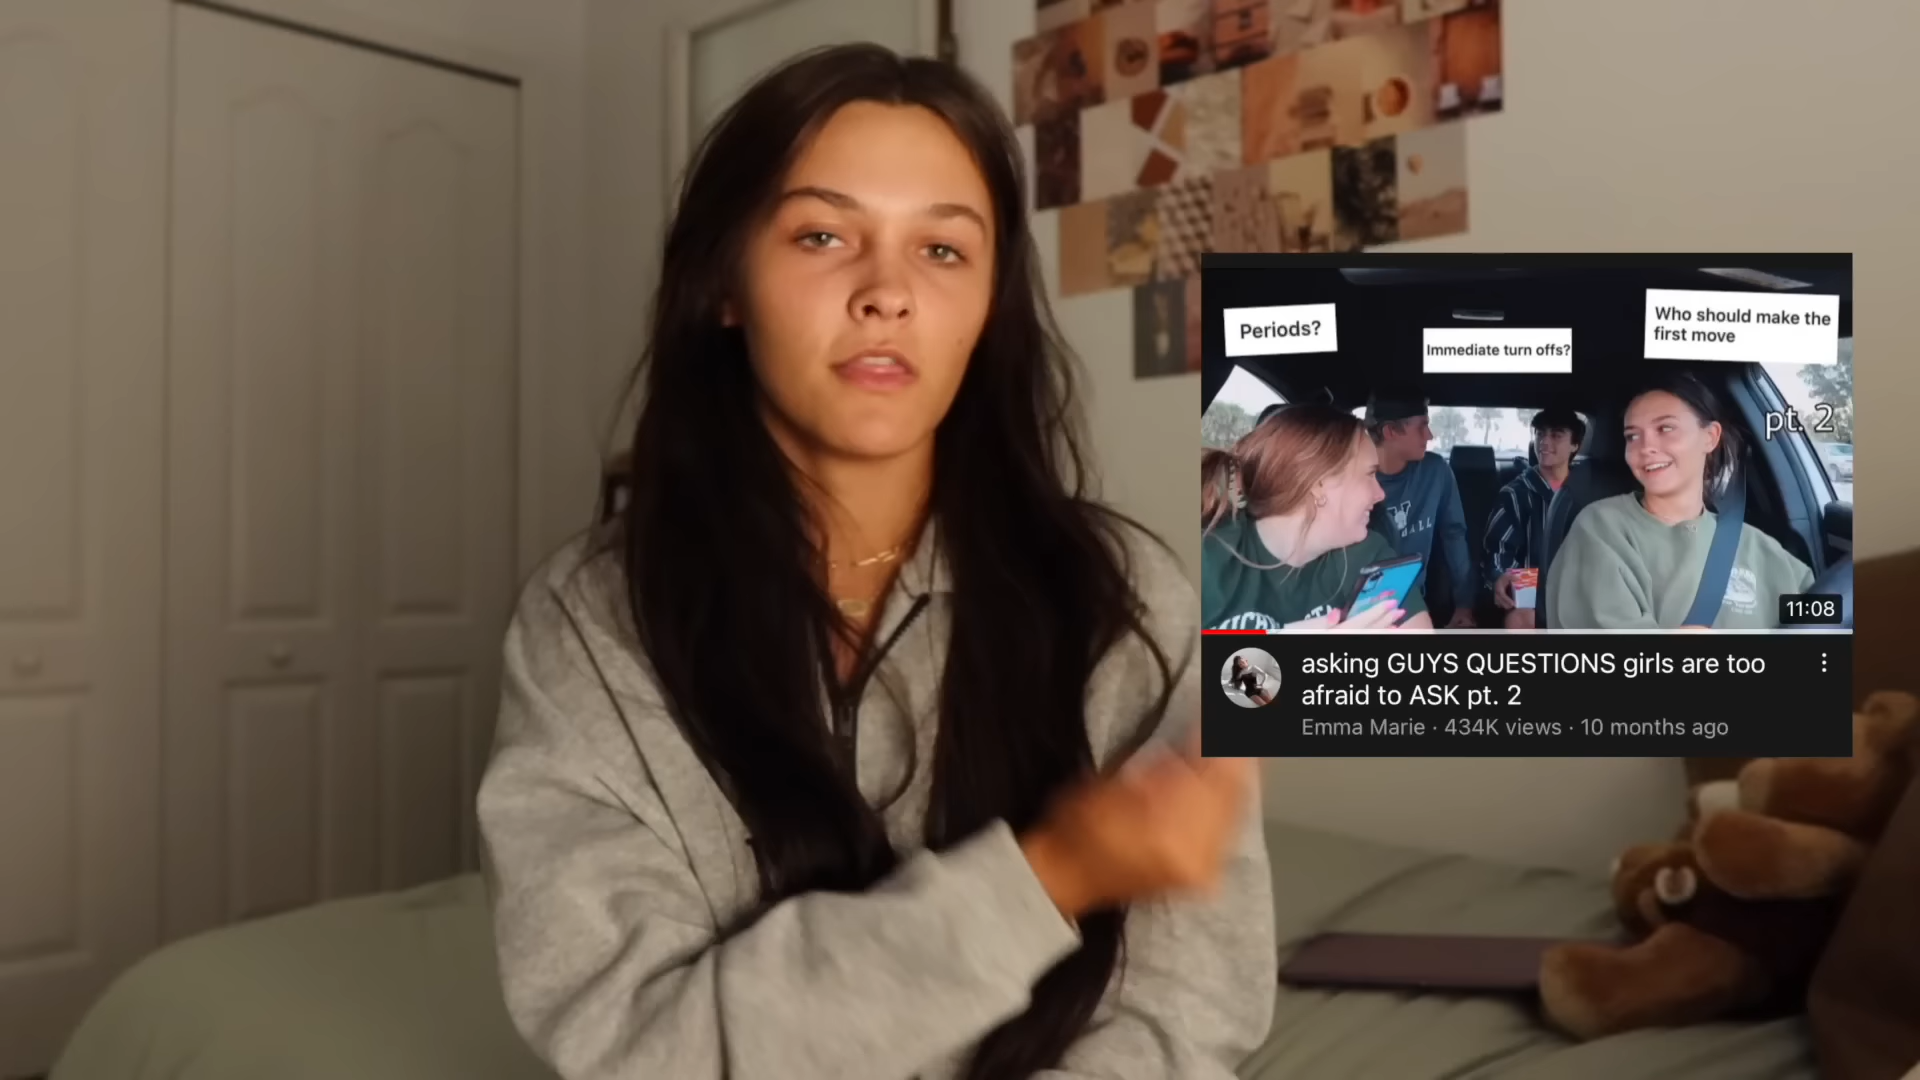 Periods?
Immediate turn offs?
Who should make the
first move
pt. 2
11:08
asking GUYS QUESTIONS girls are too
afraid to ASK pt. 2
Emma Marie · 434K views · 10 months ago